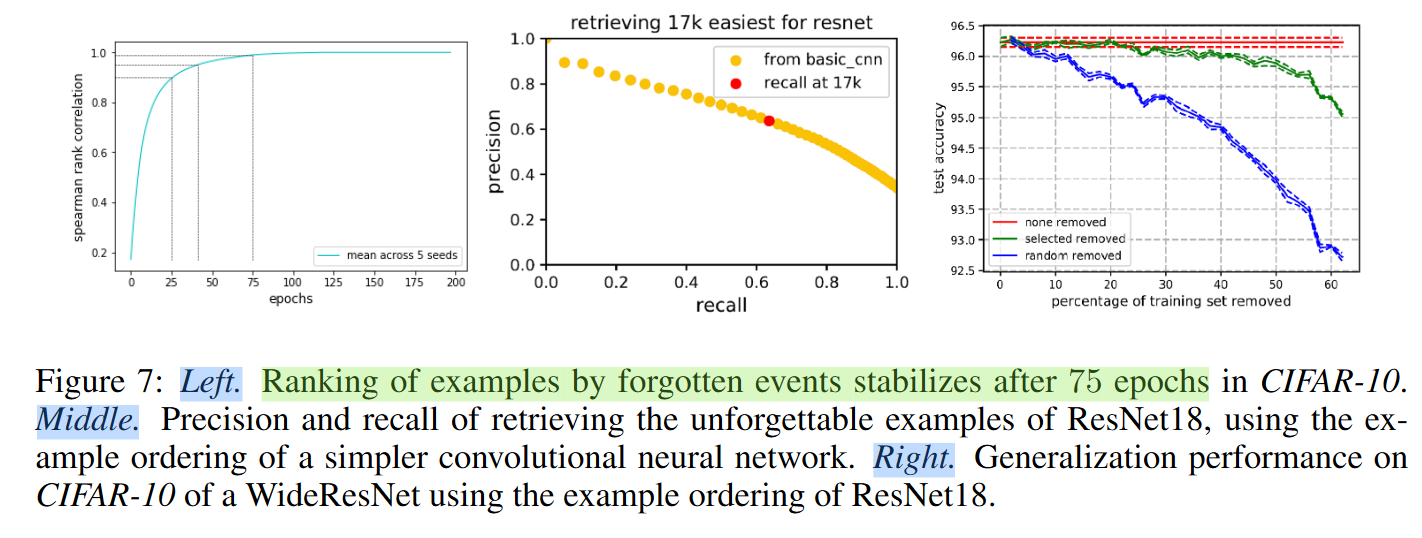 spearman rank correlation
1.0
0.8
0.6
0.4
0.2
mean across 5 seeds
0 25 50 75 100 125 150 175 200
epochs
retrieving 17k easiest for resnet
precision
1.0
0.8
0.6
0.4
0.2
0.0
from basic_cnn
recall at 17k
0.0 0.2 0.4 0.6 0.8 1.0
recall
test accuracy
96.5
96.0
95.5
95.0
94.5
94.0
93.5
93.0
92.5
none removed
selected removed
random removed
0 10 20 30 40 50 60
percentage of training set removed
Figure 7: Left. Ranking of examples by forgotten events stabilizes after 75 epochs in CIFAR-10.
Middle. Precision and recall of retrieving the unforgettable examples of ResNet18, using the ex-
ample ordering of a simpler convolutional neural network. Right. Generalization performance on
CIFAR-10 of a WideResNet using the example ordering of ResNet18.